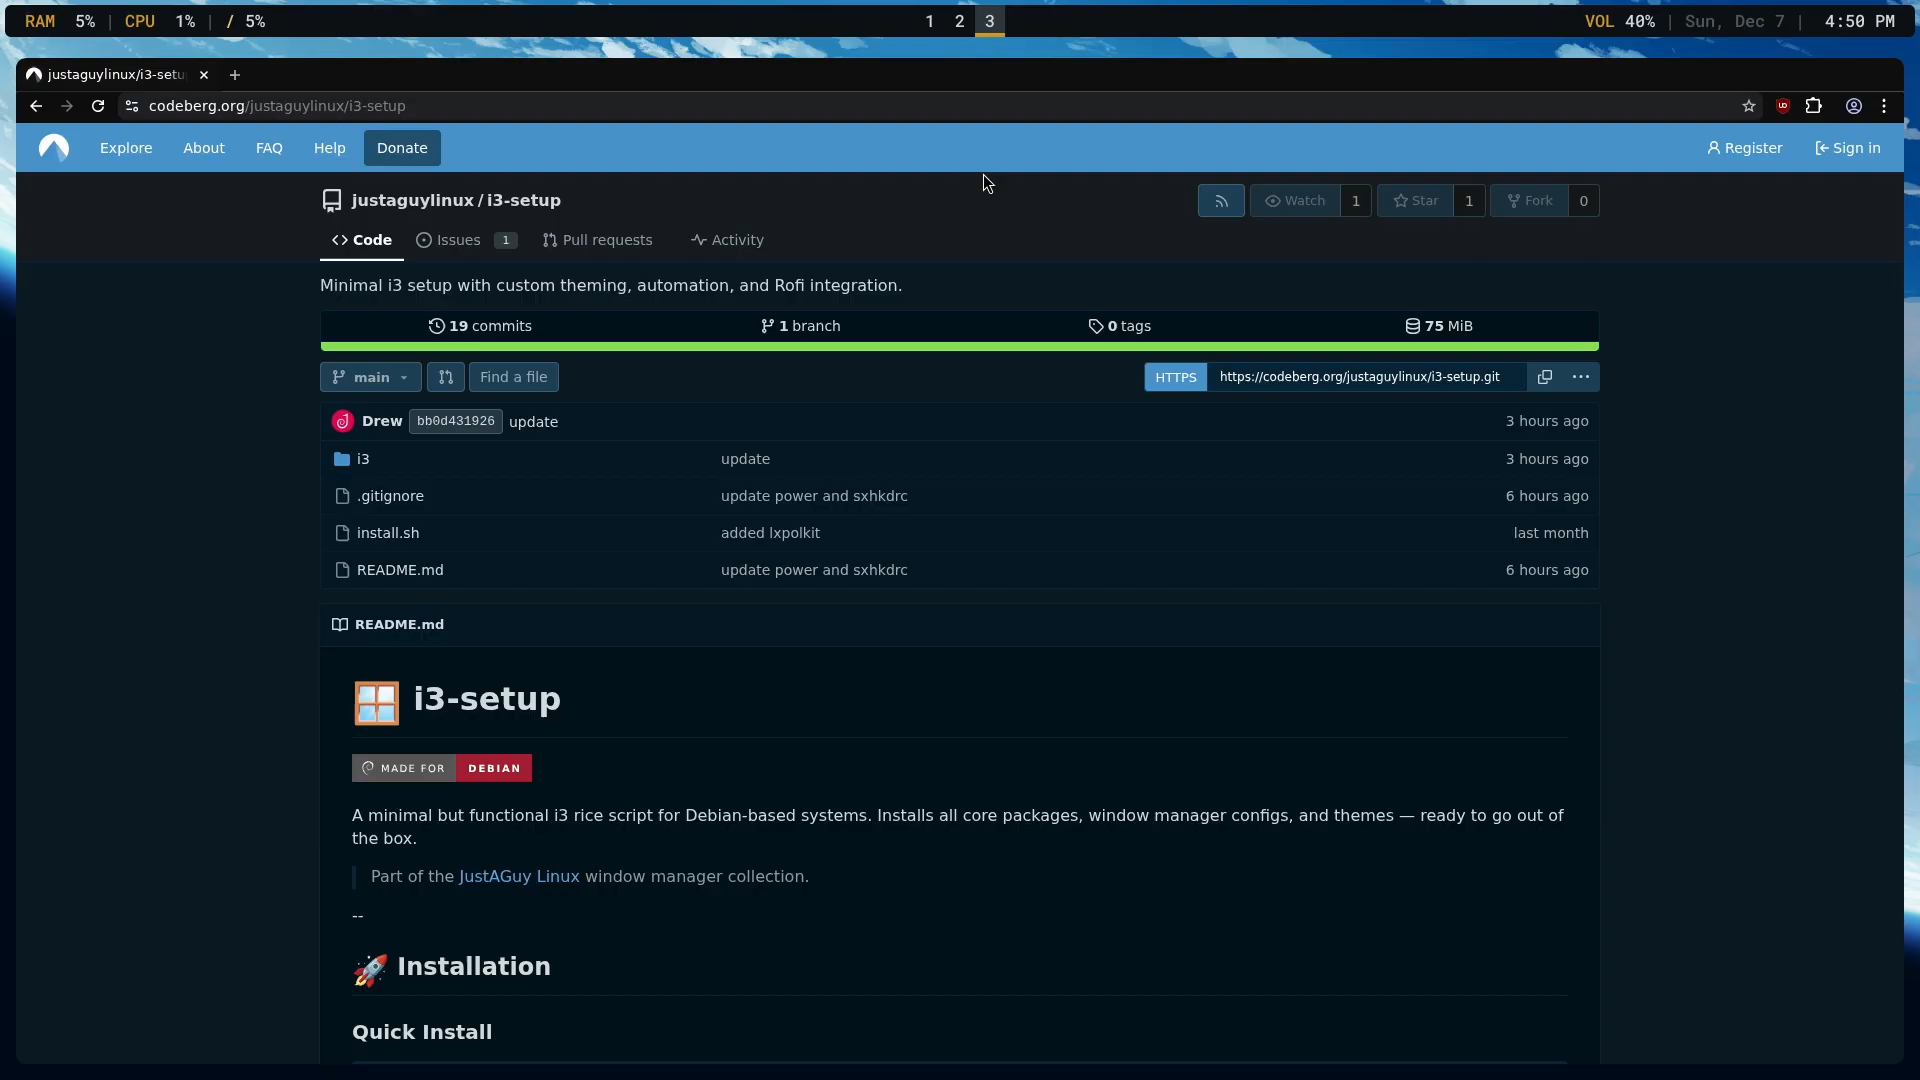 RAM 5% | CPU 1% | / 5%
1 2 3
VOL 40% | Sun, Dec 7 | 4:50 PM
justaguylinux/i3-setu
codeberg.org/justaguylinux/i3-setup
Explore About FAQ Help Donate Register Sign in
justaguylinux / i3-setup
Watch 1 Star 1 Fork 0
Code Issues 1 Pull requests Activity
Minimal i3 setup with custom theming, automation, and Rofi integration.
19 commits 1 branch 0 tags 75 MiB
main Find a file HTTPS https://codeberg.org/justaguylinux/i3-setup.git
Drew bb0d431926 update 3 hours ago
i3 update 3 hours ago
.gitignore update power and sxhkdrc 6 hours ago
install.sh added lxpolkit last month
README.md update power and sxhkdrc 6 hours ago
README.md
i3-setup
MADE FOR DEBIAN
A minimal but functional i3 rice script for Debian-based systems. Installs all core packages, window manager configs, and themes — ready to go out of
the box.
Part of the JustAGuy Linux window manager collection.
--
Installation
Quick Install